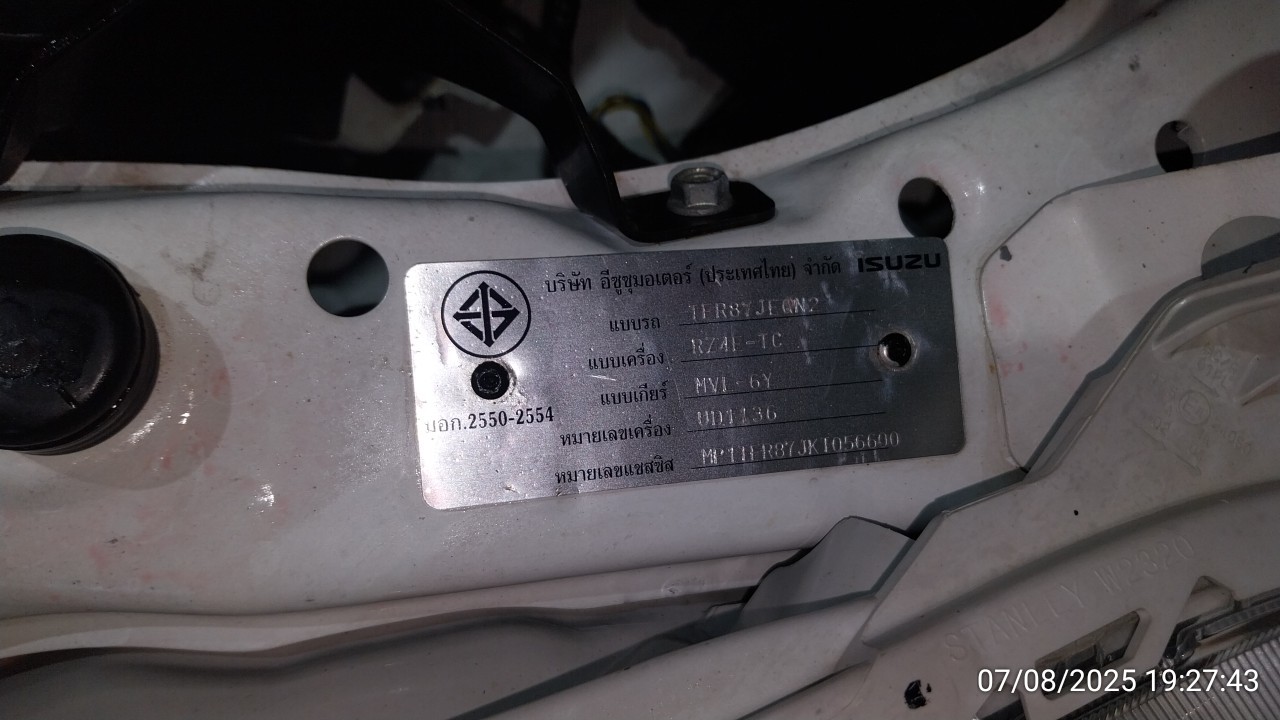 บริษัท อีซูซุมอเตอร์ (ประเทศไทย) จำกัด ISUZU
แบบรถ TFR87JEQN2
แบบเครื่อง RZ4E-TC
แบบเกียร์ MVI-6Y
มอก.2550-2554
หมายเลขเครื่อง
หมายเลขแชสซีส
STANLEY W3320
07/08/2025 19:27:43